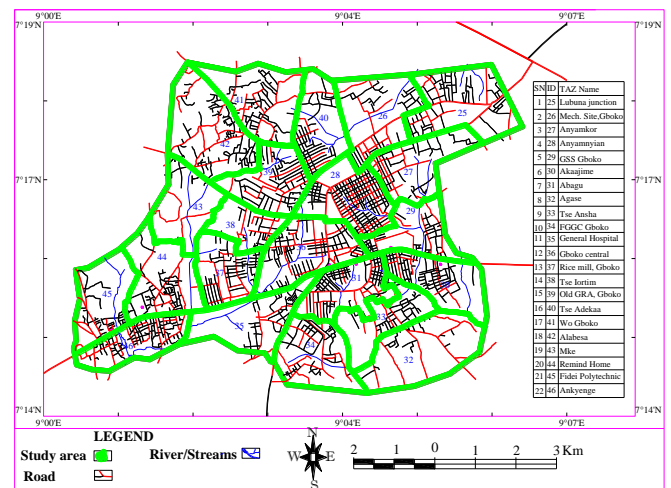 9°00'E 9°04'E 9°07'E
7°19'N 7°19'N
7°17'N 7°17'N
7°14'N 7°14'N
9°00'E 9°04'E 9°07'E
41
40
26
25
42
39
28
27
43
38
29
36
44
37
31
45
35
33
46
34
32
SN ID TAZ Name
1 25 Lubuna junction
2 26 Mech. Site,Gboko
3 27 Anyamkor
4 28 Anyamnyian
5 29 GSS Gboko
6 30 Akaajime
7 31 Abagu
8 32 Agase
9 33 Tse Ansha
10 34 FGGC Gboko
11 35 General Hospital
12 36 Gboko central
13 37 Rice mill, Gboko
14 38 Tse Iortim
15 39 Old GRA, Gboko
16 40 Tse Adekaa
17 41 Wo Gboko
18 42 Alabesa
19 43 Mke
20 44 Remind Home
21 45 Fidei Polytechnic
22 46 Ankyenge
LEGEND
Study area River/Streams
Road
N
W E
S
2 1 0 2 3 Km